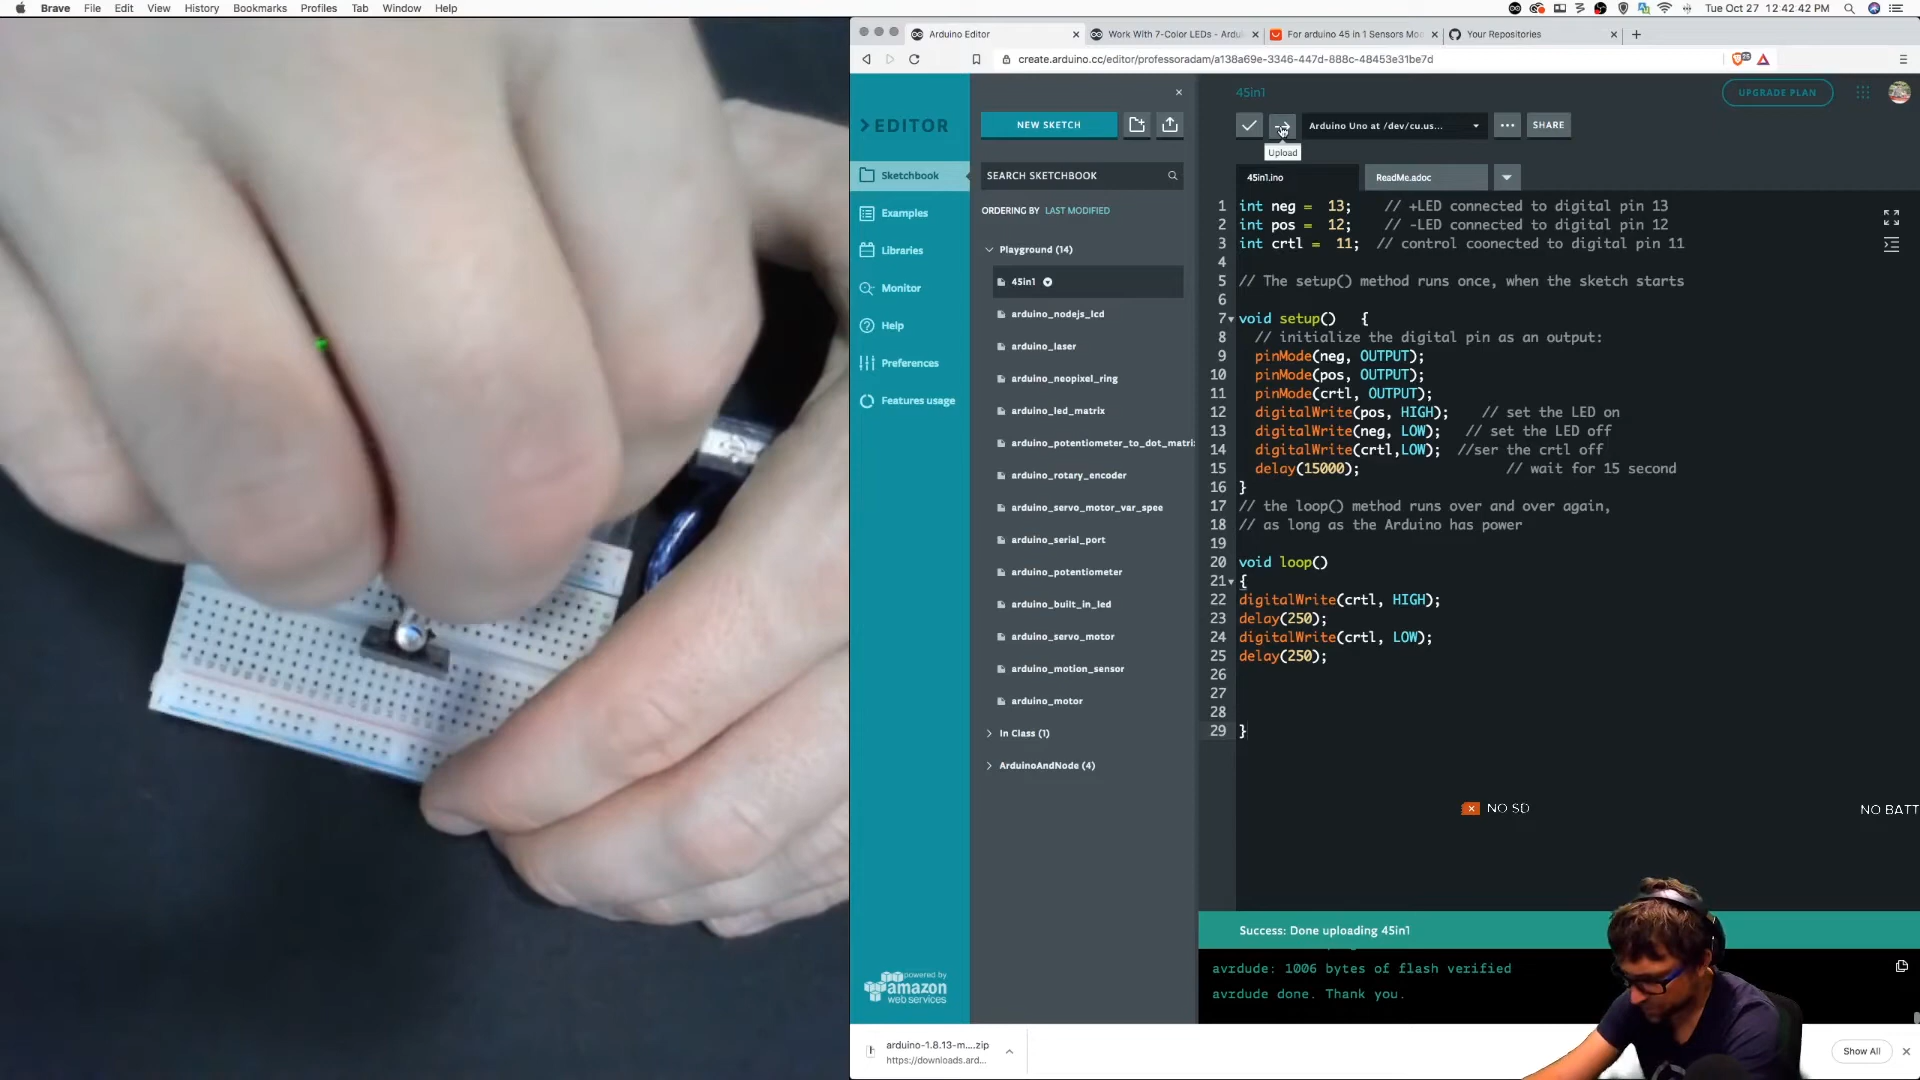 Brave File Edit View History Bookmarks Profiles Tab Window Help
Tue Oct 27 12:42:42 PM
Arduino Editor
Work With 7-Color LEDs - Ardu
For arduino 45 in 1 Sensors Mod
Your Repositories
create.arduino.cc/editor/professoradam/a138a69e-3346-447d-888c-48453e31be7d
EDITOR
Sketchbook
Examples
Libraries
Monitor
Help
Preferences
Features usage
powered by
amazon
web services
NEW SKETCH
SEARCH SKETCHBOOK
ORDERING BY LAST MODIFIED
Playground (14)
45in1
arduino_nodejs_lcd
arduino_laser
arduino_neopixel_ring
arduino_led_matrix
arduino_potentiometer_to_dot_matri
arduino_rotary_encoder
arduino_servo_motor_var_spee
arduino_serial_port
arduino_potentiometer
arduino_built_in_led
arduino_servo_motor
arduino_motion_sensor
arduino_motor
In Class (1)
ArduinoAndNode (4)
45in1
UPGRADE PLAN
Arduino Uno at /dev/cu.us...
SHARE
Upload
45in1.ino
ReadMe.adoc
1 int neg = 13; // +LED connected to digital pin 13
2 int pos = 12; // -LED connected to digital pin 12
3 int crtl = 11; // control coonected to digital pin 11
4
5 // The setup() method runs once, when the sketch starts
6
7 void setup() {
8 // initialize the digital pin as an output:
9 pinMode(neg, OUTPUT);
10 pinMode(pos, OUTPUT);
11 pinMode(crtl, OUTPUT);
12 digitalWrite(pos, HIGH); // set the LED on
13 digitalWrite(neg, LOW); // set the LED off
14 digitalWrite(crtl,LOW); //ser the crtl off
15 delay(15000); // wait for 15 second
16 }
17 // the loop() method runs over and over again,
18 // as long as the Arduino has power
19
20 void loop()
21 {
22 digitalWrite(crtl, HIGH);
23 delay(250);
24 digitalWrite(crtl, LOW);
25 delay(250);
26
27
28
29 }
NO SD
NO BATT
Success: Done uploading 45in1
avrdude: 1006 bytes of flash verified
avrdude done. Thank you.
arduino-1.8.13-m....zip
https://downloads.ard...
Show All